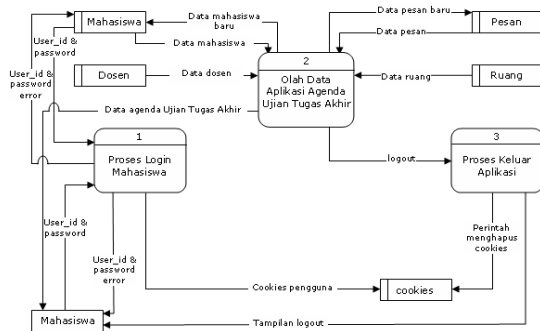 Mahasiswa
Data mahasiswa
baru
Data pesan baru
Pesan
User_id &
password
Data mahasiswa
Data pesan
2
Olah Data
Aplikasi Agenda
Ujian Tugas Akhir
User_id &
password
error
Dosen
Data dosen
Data ruang
Ruang
Data agenda Ujian Tugas Akhir
1
Proses Login
Mahasiswa
logout
3
Proses Keluar
Aplikasi
User_id &
password
User_id &
password
error
Perintah
menghapus
cookies
Cookies pengguna
cookies
Mahasiswa
Tampilan logout